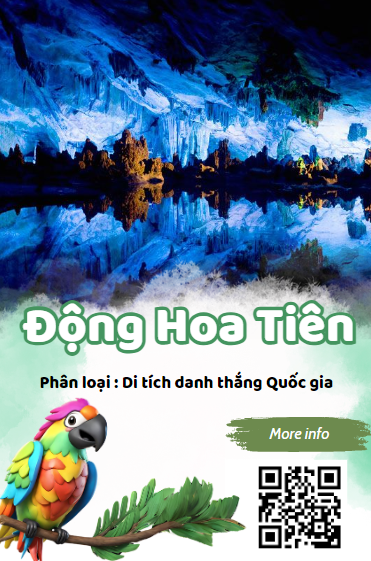 Động Hoa Tiên
Phân loại : Di tích danh thắng Quốc gia
More info